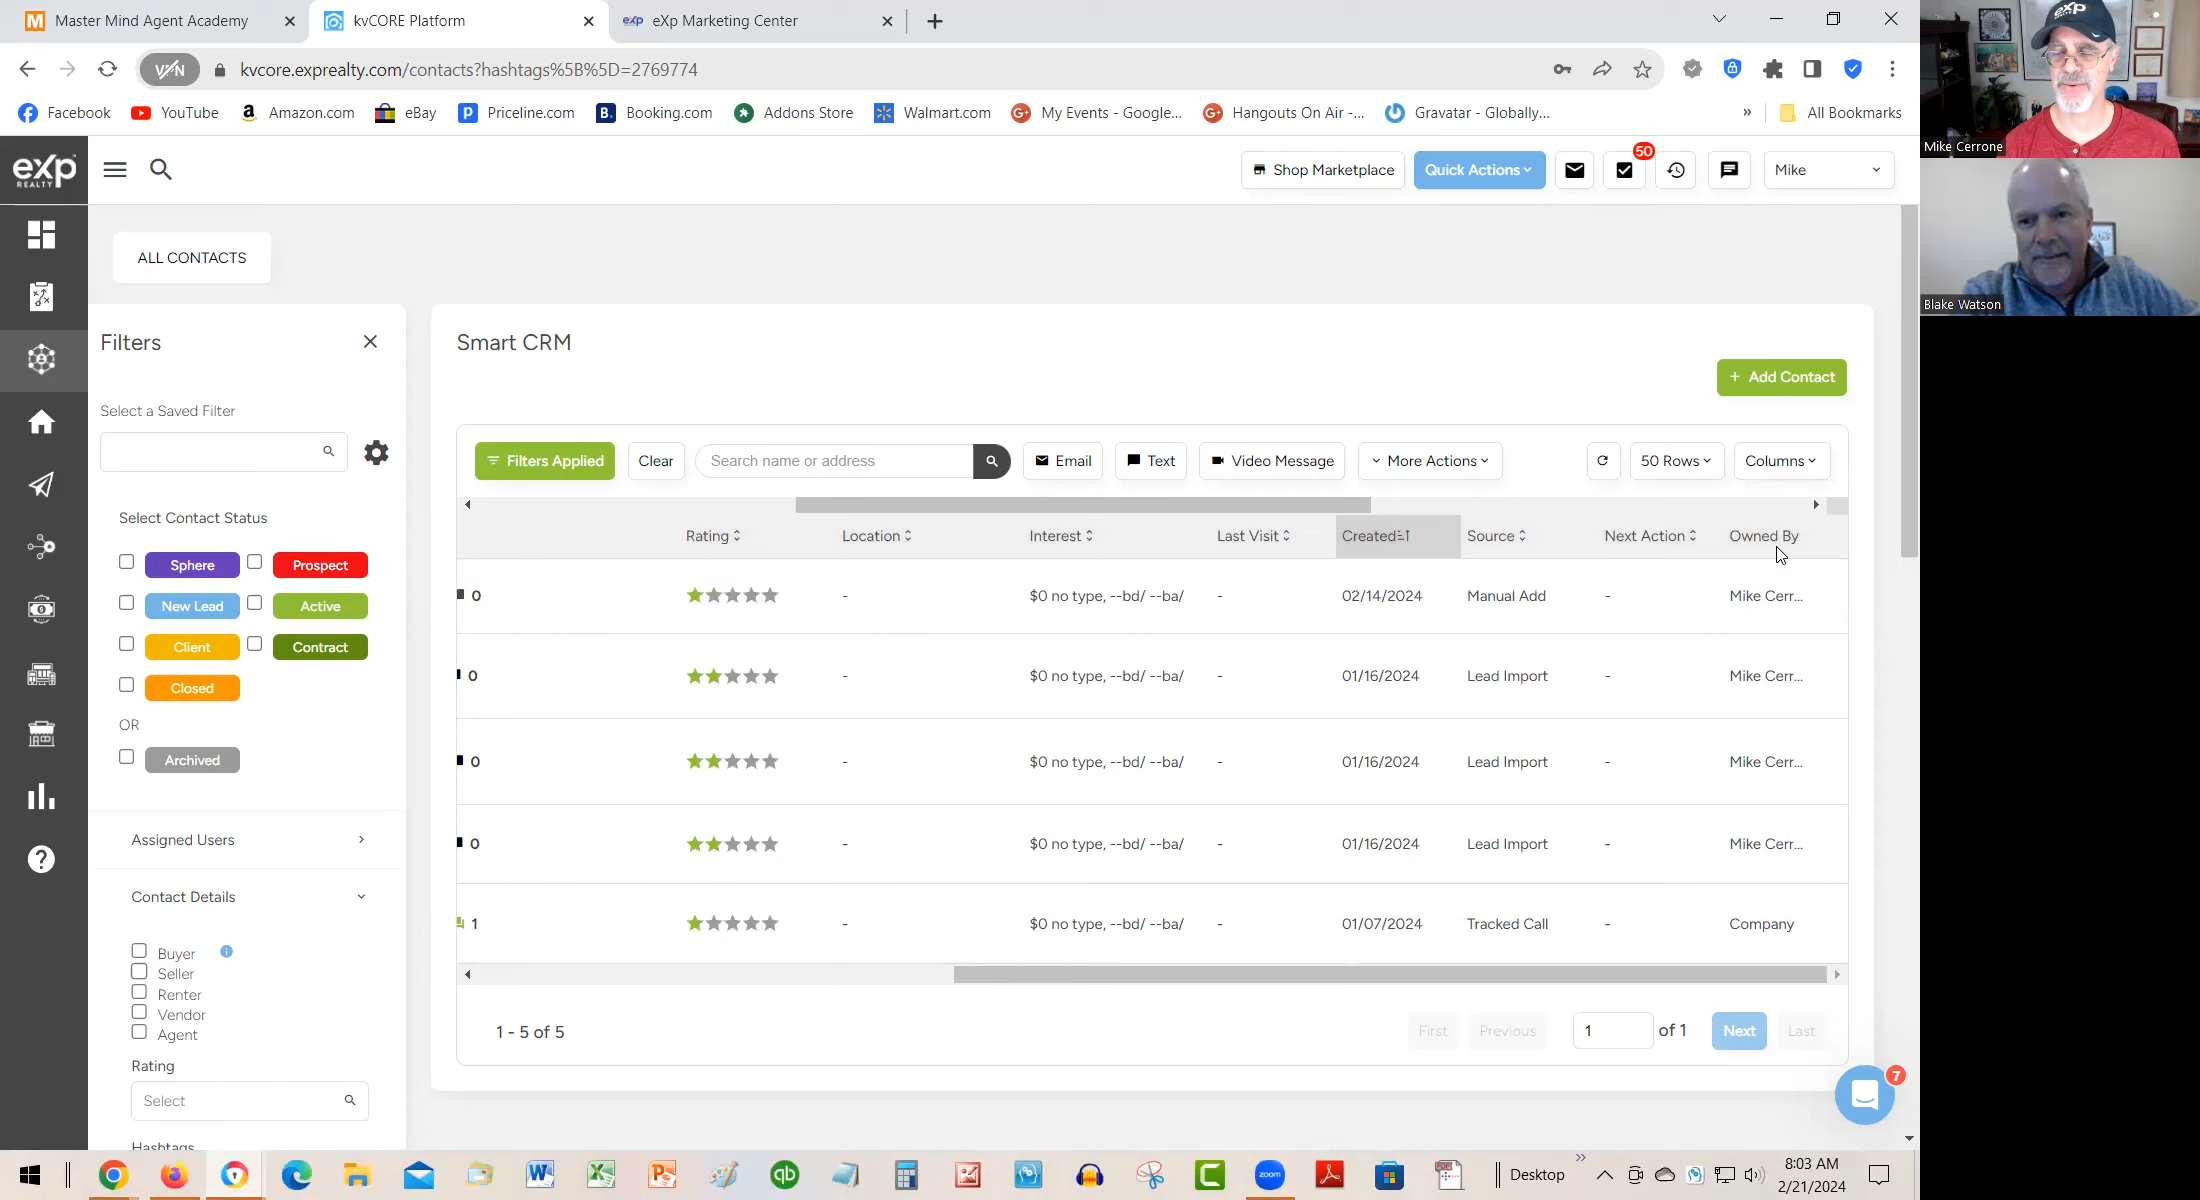 Master Mind Agent Academy
kvCORE Platform
exp eXp Marketing Center
VPN
kvcore.exprealty.com/contacts?hashtags%5B%5D=2769774
Facebook
YouTube
Amazon.com
eBay
Priceline.com
Booking.com
Addons Store
Walmart.com
My Events - Google...
Hangouts On Air -...
Gravatar - Globally...
» All Bookmarks
eXp
REALTY
Shop Marketplace
Quick Actions
50
Mike
ALL CONTACTS
Filters
Select a Saved Filter
Select Contact Status
Sphere
Prospect
New Lead
Active
Client
Contract
Closed
OR
Archived
Assigned Users
Contact Details
Buyer
Seller
Renter
Vendor
Agent
Rating
Select
Hashtags
Smart CRM
+ Add Contact
Filters Applied
Clear
Search name or address
Email
Text
Video Message
More Actions
50 Rows
Columns
Rating Location Interest Last Visit Created Source Next Action Owned By
0 - $0 no type, --bd/ --ba/ - 02/14/2024 Manual Add - Mike Cerr...
0 - $0 no type, --bd/ --ba/ - 01/16/2024 Lead Import - Mike Cerr...
0 - $0 no type, --bd/ --ba/ - 01/16/2024 Lead Import - Mike Cerr...
0 - $0 no type, --bd/ --ba/ - 01/16/2024 Lead Import - Mike Cerr...
1 - $0 no type, --bd/ --ba/ - 01/07/2024 Tracked Call - Company
1 - 5 of 5
First
Previous
1 of 1
Next
Last
7
eXp
Mike Cerrone
Blake Watson
zoom
Desktop
8:03 AM
2/21/2024